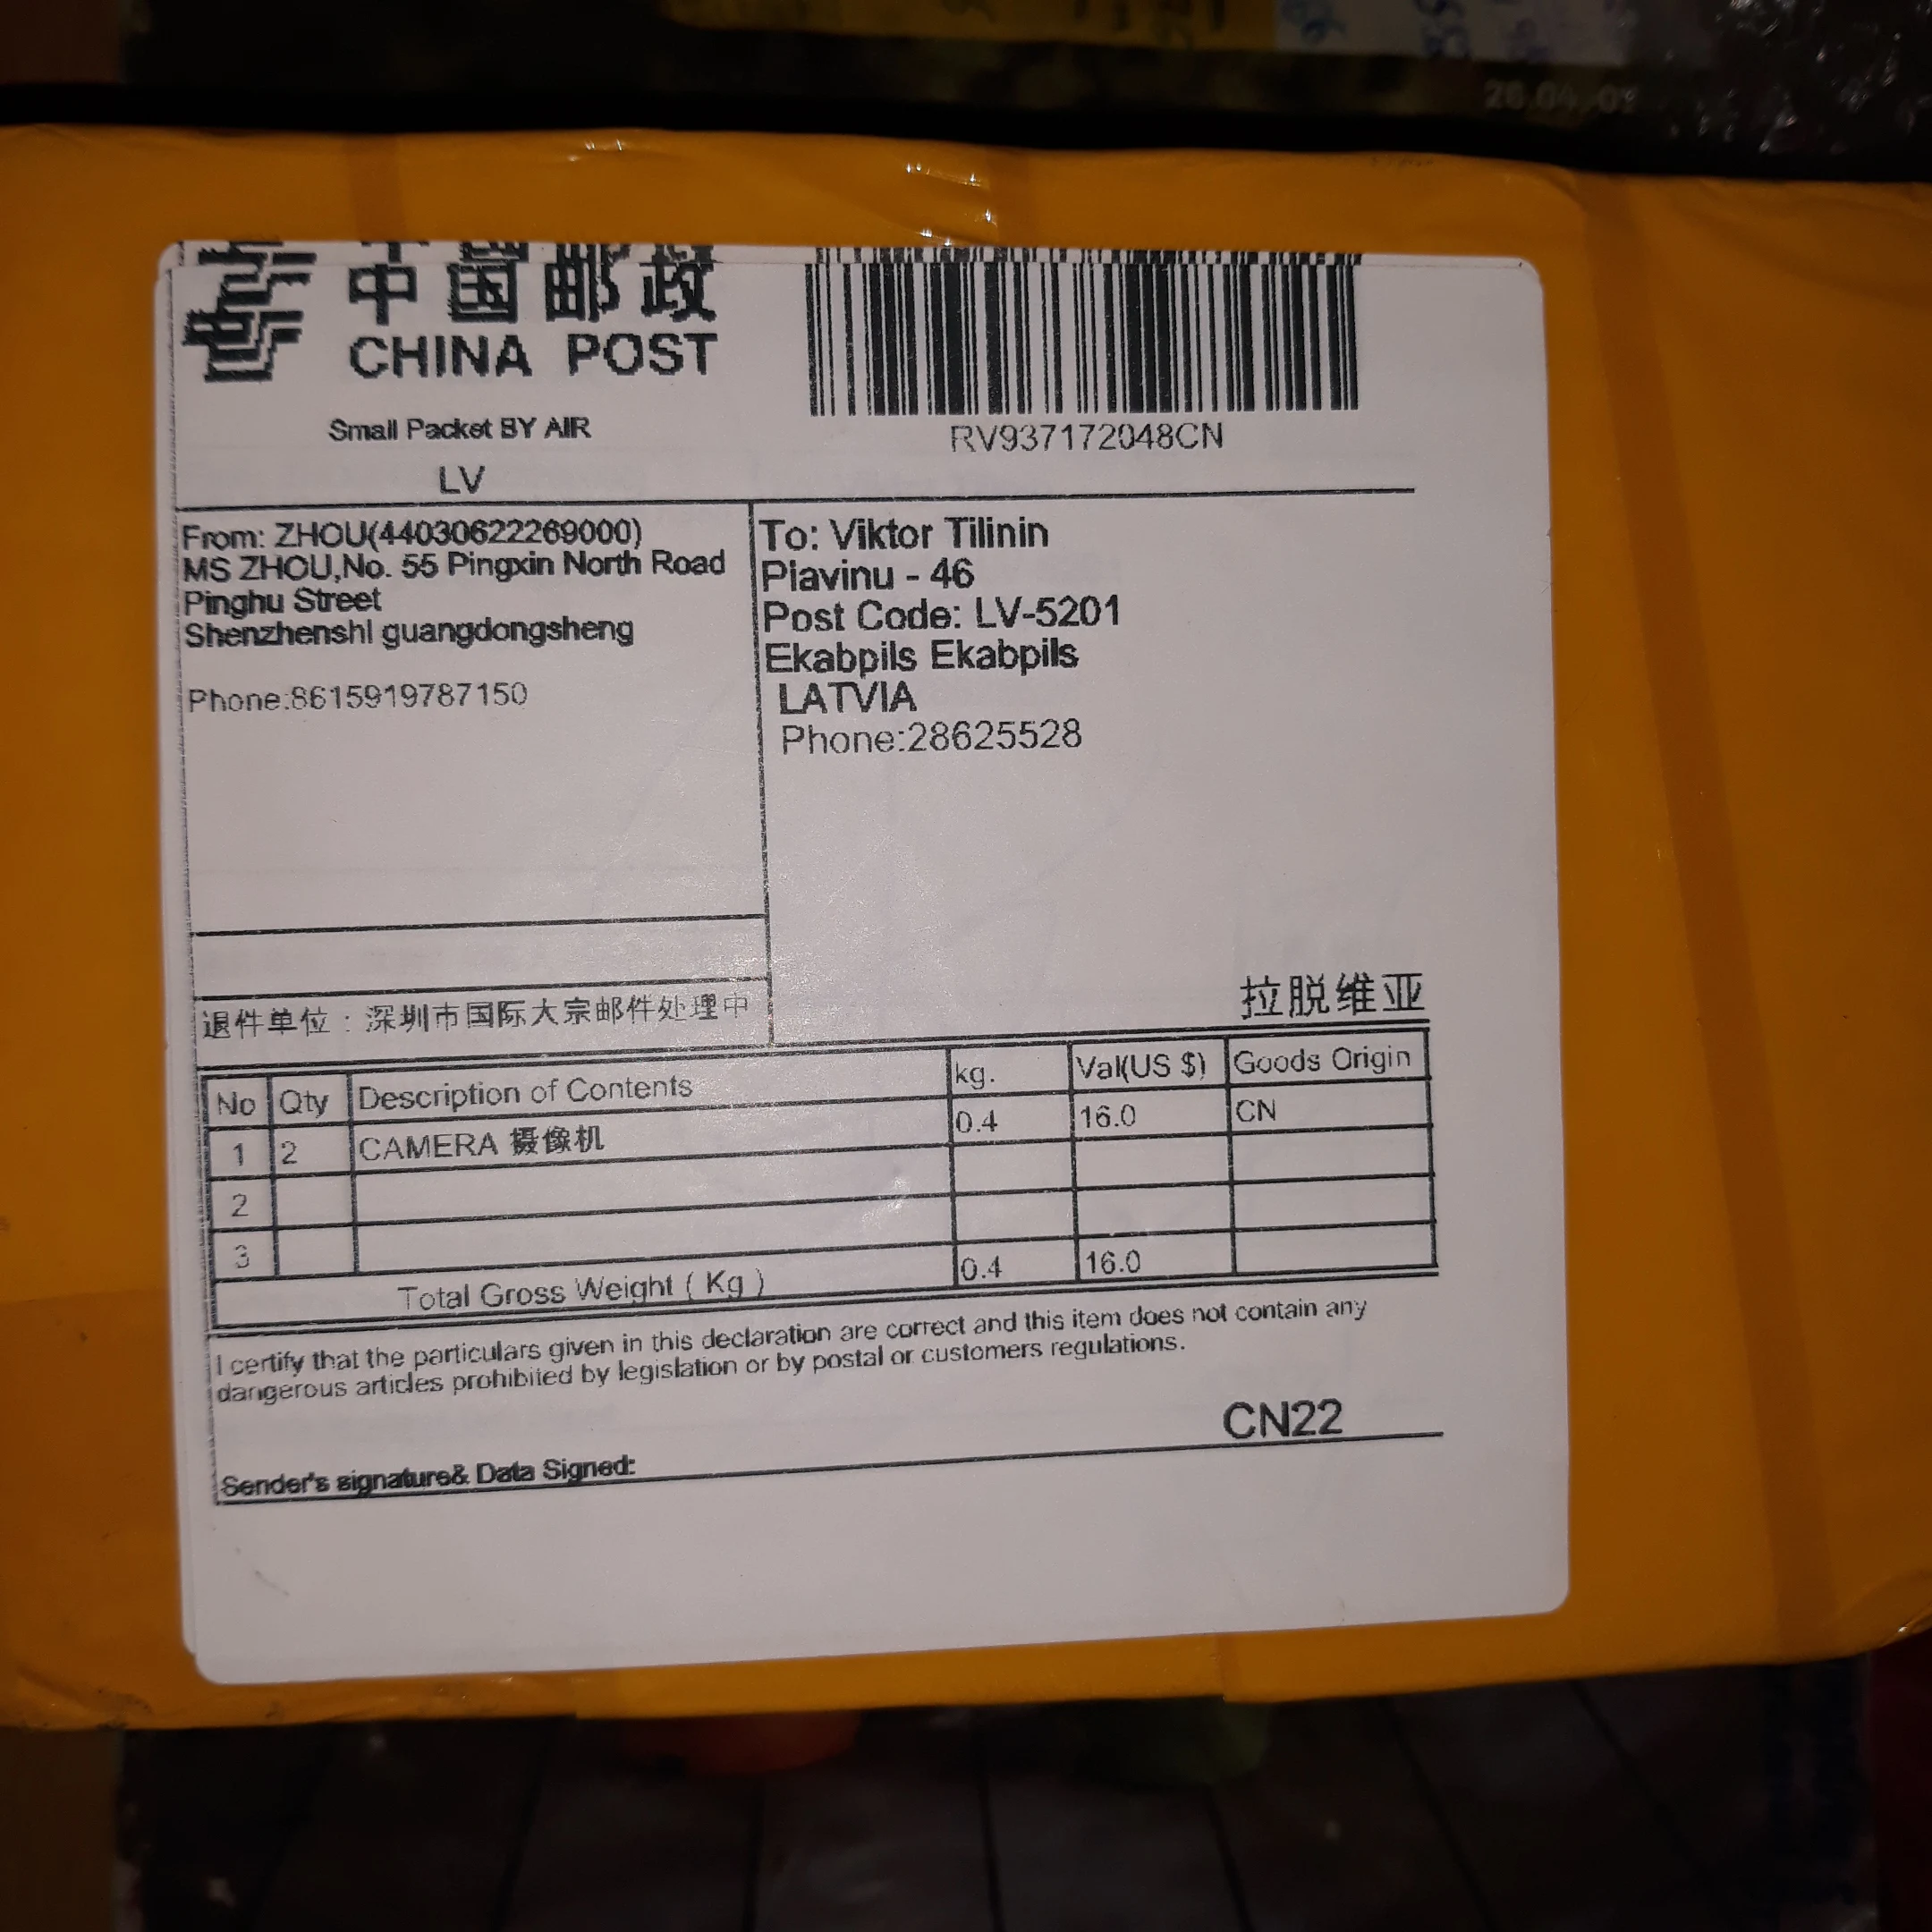 中国邮政
CHINA POST
Small Packet BY AIR
LV
RV937172048CN
From: ZHOU(44030622269000)
MS ZHOU,No. 55 Pingxin North Road
Pinghu Street
Shenzhenshi guangdongsheng
Phone:8615919787150
To: Viktor Tilinin
Plavinu - 46
Post Code: LV-5201
Ekabpils Ekabpils
LATVIA
Phone:28625528
退件单位：深圳市国际大宗邮件处理中
拉脱维亚
No Qty Description of Contents kg. Val(US $) Goods Origin
1 2 CAMERA 摄像机 0.4 16.0 CN
2
3
Total Gross Weight ( Kg ) 0.4 16.0
I certify that the particulars given in this declaration are correct and this item does not contain any
dangerous articles prohibited by legislation or by postal or customers regulations.
CN22
Sender's signature& Data Signed: